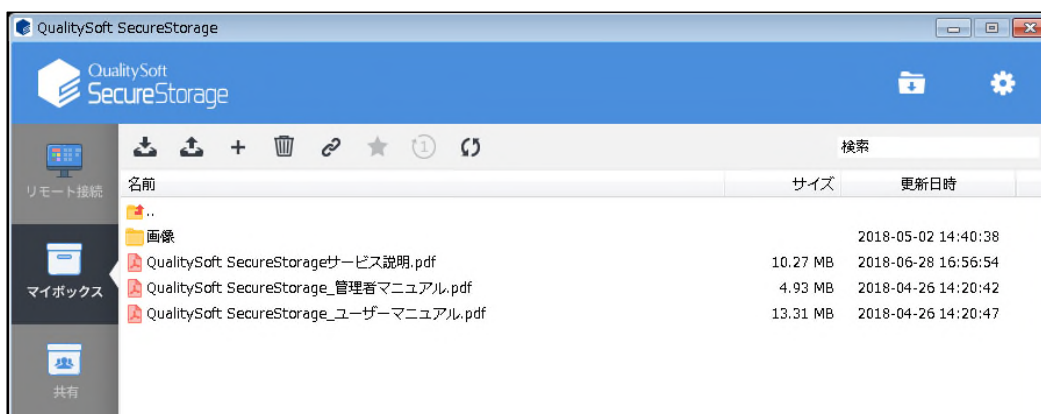 QualitySoft SecureStorage
QualitySoft
SecureStorage
検索
リモート接続
名前 サイズ 更新日時
..
画像 2018-05-02 14:40:38
QualitySoft SecureStorageサービス説明.pdf 10.27 MB 2018-06-28 16:56:54
マイボックス
QualitySoft SecureStorage_管理者マニュアル.pdf 4.93 MB 2018-04-26 14:20:42
QualitySoft SecureStorage_ユーザーマニュアル.pdf 13.31 MB 2018-04-26 14:20:47
共有